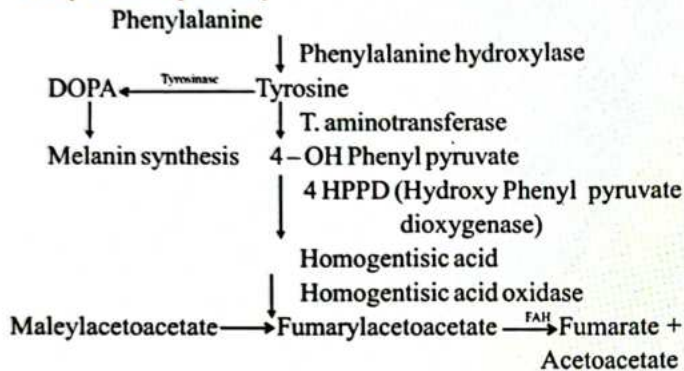 Phenylalanine
Phenylalanine hydroxylase
DOPA Tyrosinase Tyrosine
T. aminotransferase
Melanin synthesis 4 – OH Phenyl pyruvate
4 HPPD (Hydroxy Phenyl pyruvate
dioxygenase)
Homogentisic acid
Homogentisic acid oxidase
Maleylacetoacetate Fumarylacetoacetate FAH Fumarate +
Acetoacetate